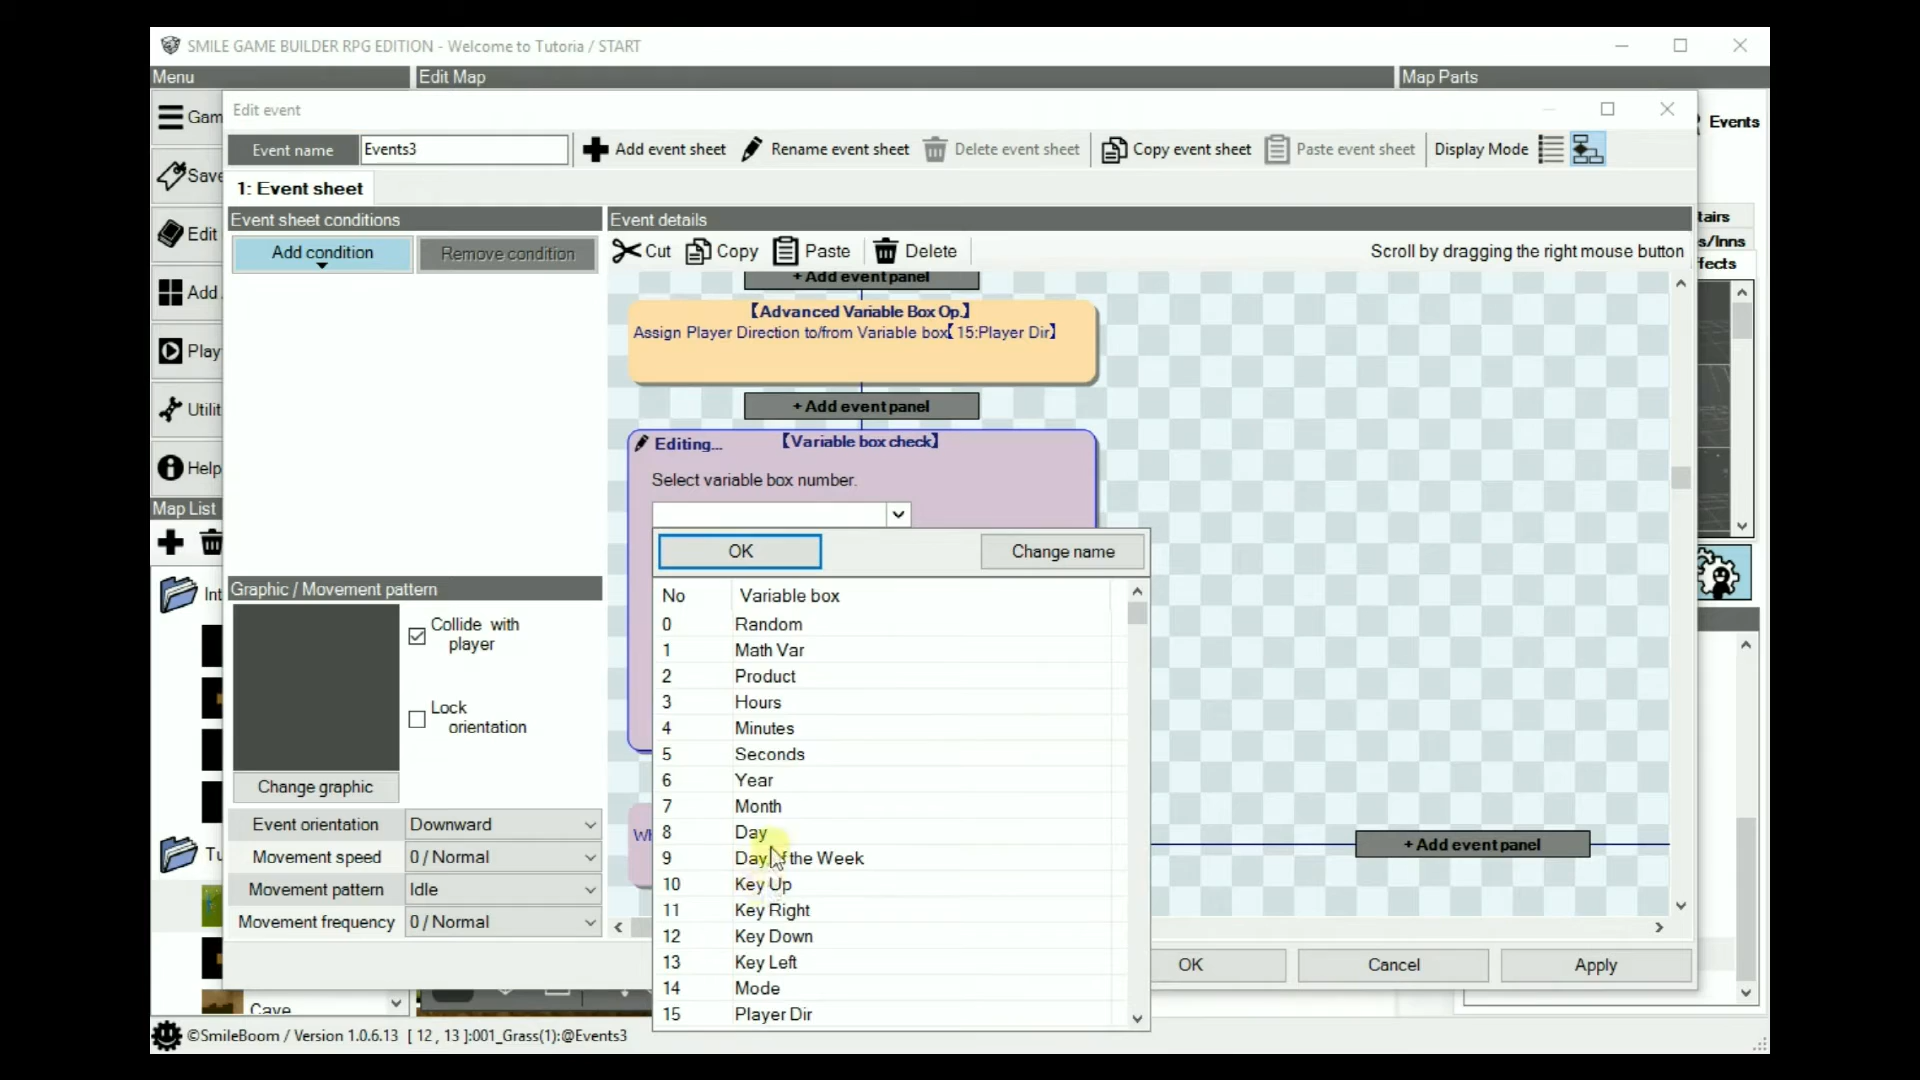 SMILE GAME BUILDER RPG EDITION - Welcome to Tutoria / START
Menu
Edit Map
Map Parts
Gam
Save
Edit
Add
Play
Utilit
Help
Map List
Int
Tu
Cave
Edit event
Event name
Events3
Add event sheet
Rename event sheet
Delete event sheet
Copy event sheet
Paste event sheet
Display Mode
Events
1: Event sheet
Event sheet conditions
Add condition
Remove condition
Event details
Cut
Copy
Paste
Delete
Scroll by dragging the right mouse button
tairs
s/Inns
fects
+ Add event panel
【Advanced Variable Box Op.】
Assign Player Direction to/from Variable box【 15:Player Dir】
+ Add event panel
Editing...
【Variable box check】
Select variable box number.
OK
Change name
No Variable box
0 Random
1 Math Var
2 Product
3 Hours
4 Minutes
5 Seconds
6 Year
7 Month
8 Day
9 Day of the Week
10 Key Up
11 Key Right
12 Key Down
13 Key Left
14 Mode
15 Player Dir
Wh
+ Add event panel
Graphic / Movement pattern
Collide with
player
Lock
orientation
Change graphic
Event orientation Downward
Movement speed 0 / Normal
Movement pattern Idle
Movement frequency 0 / Normal
OK
Cancel
Apply
©SmileBoom / Version 1.0.6.13 [ 12 , 13 ]:001_Grass(1):@Events3